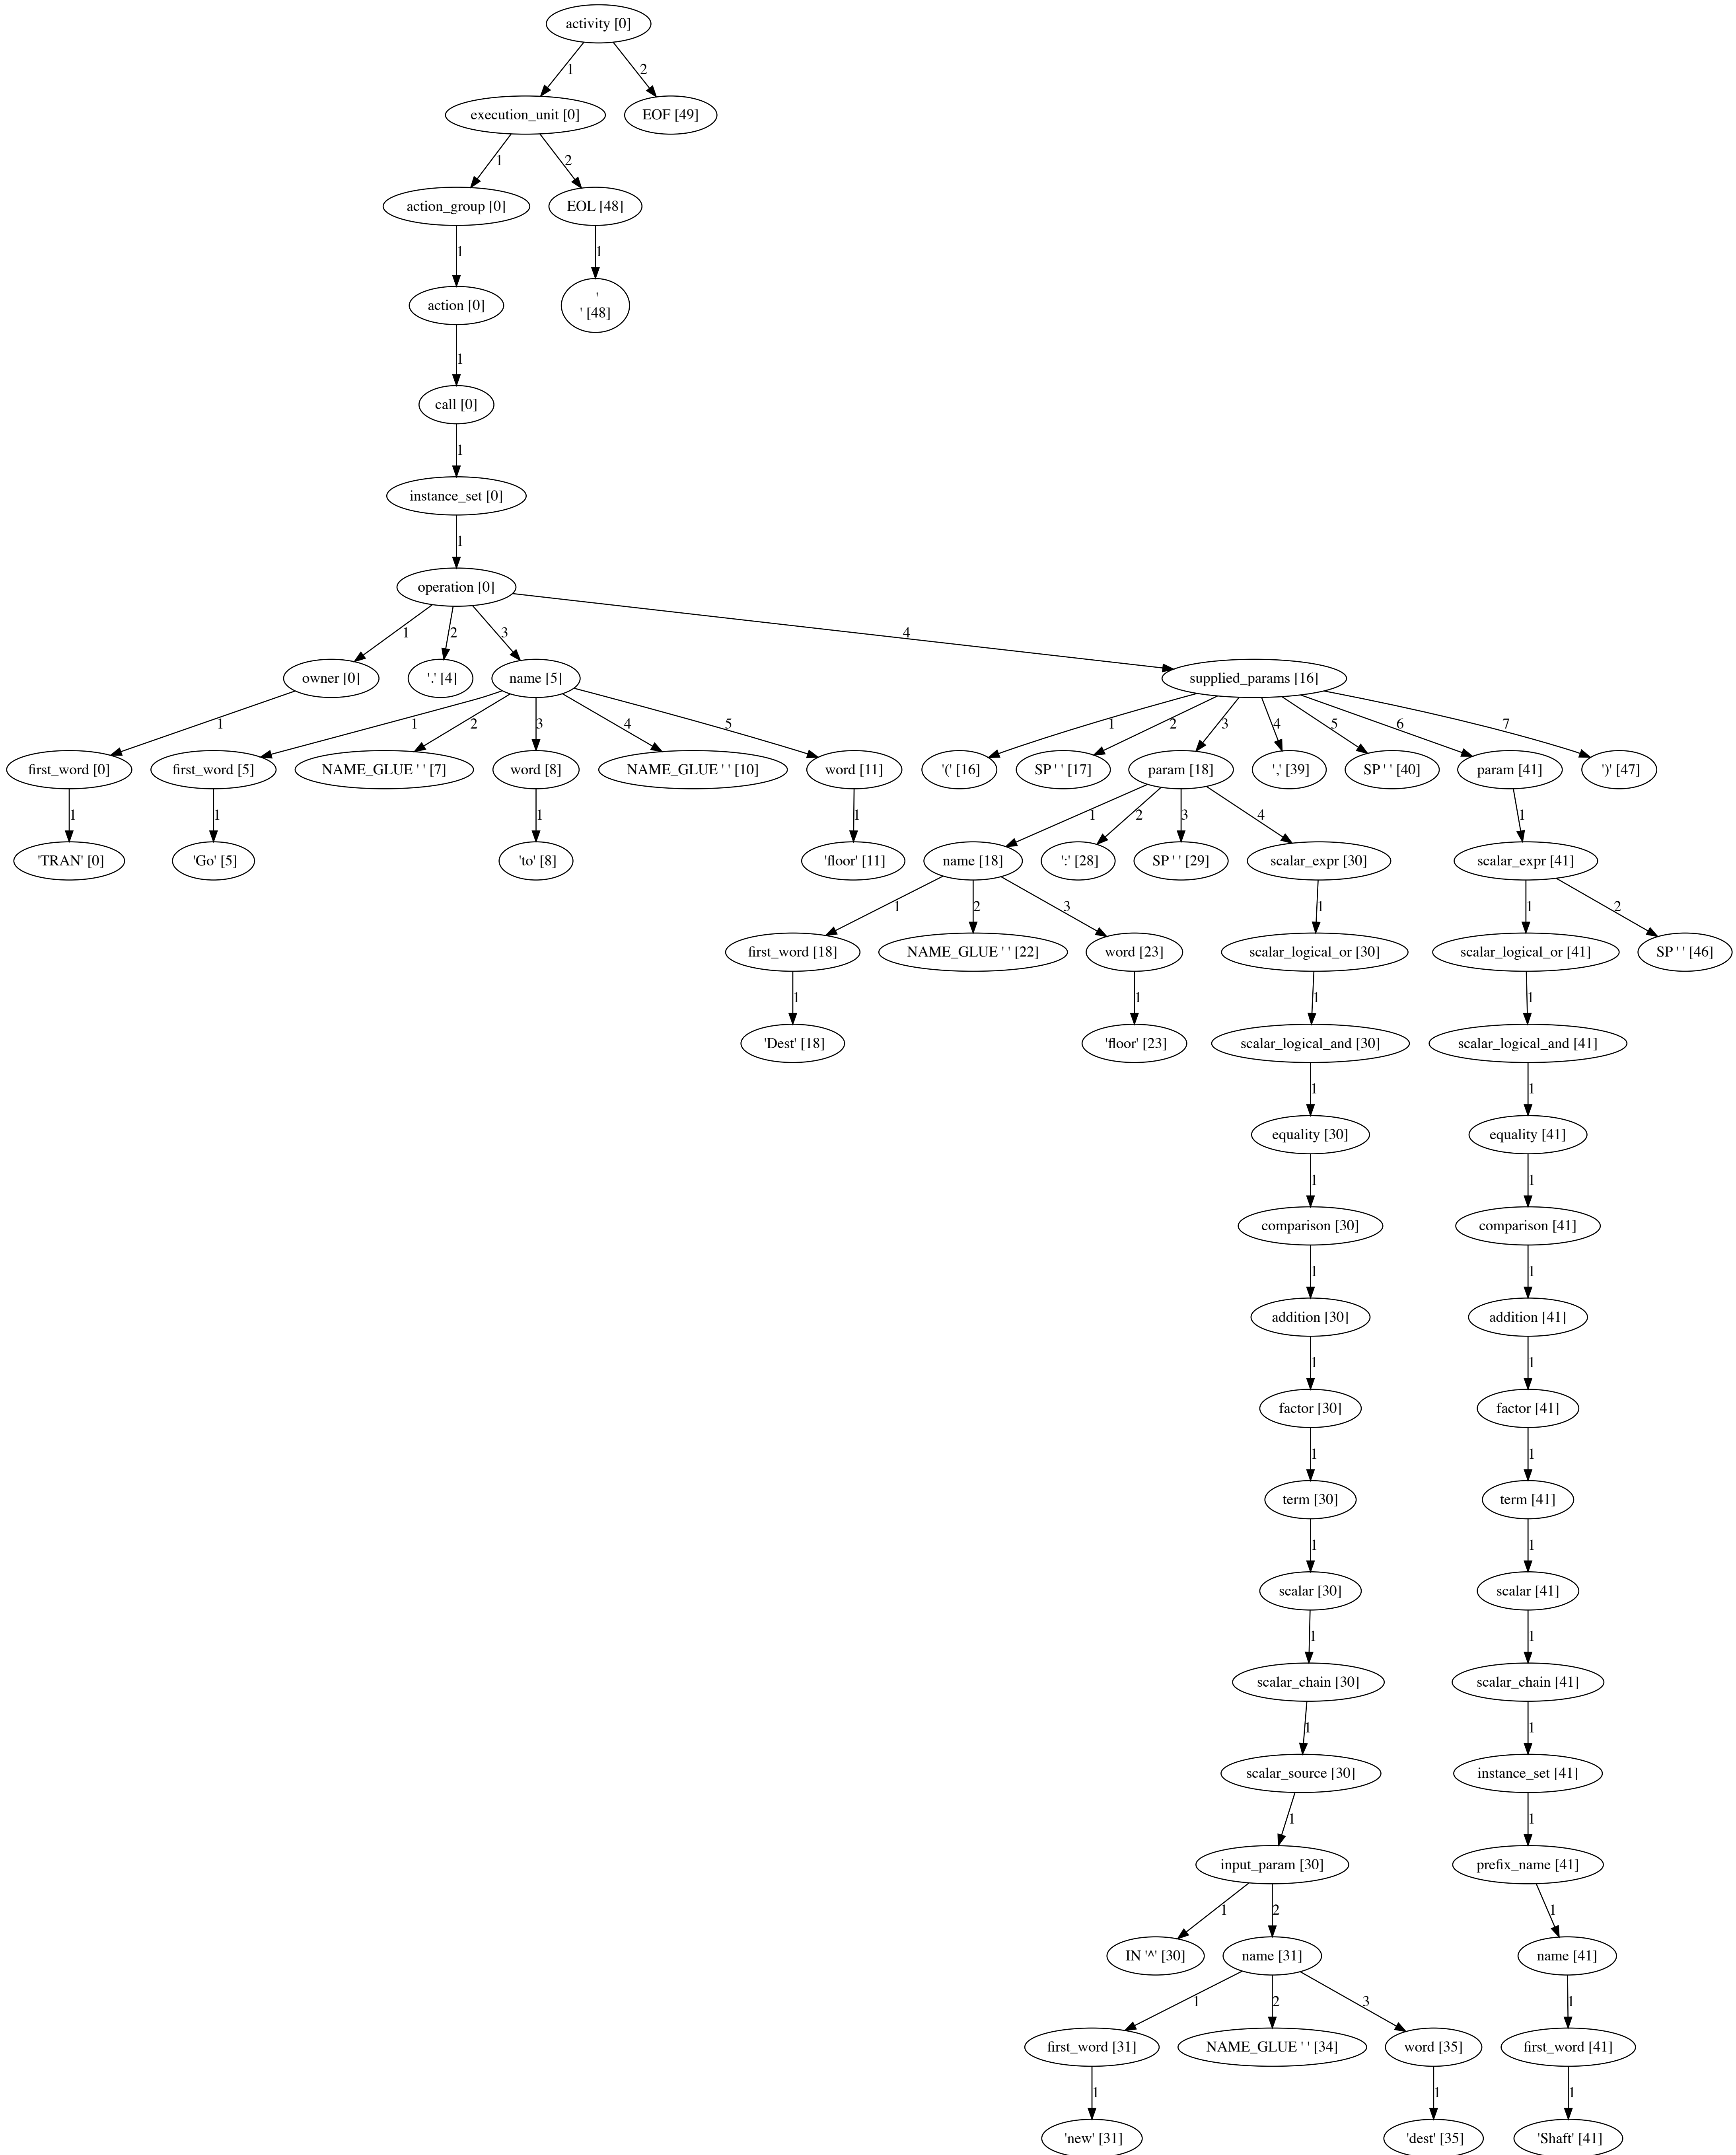 activity [0]
1 2
execution_unit [0] EOF [49]
1 2
action_group [0] EOL [48]
1 1
action [0] '
' [48]
1
call [0]
1
instance_set [0]
1
operation [0]
1 2 3 4
owner [0] '.' [4] name [5] supplied_params [16]
1 1 2 3 4 5 1 2 3 4 5 6 7
first_word [0] first_word [5] NAME_GLUE ' ' [7] word [8] NAME_GLUE ' ' [10] word [11] '(' [16] SP ' ' [17] param [18] ',' [39] SP ' ' [40] param [41] ')' [47]
1 1 1 1 1 2 3 4 1
'TRAN' [0] 'Go' [5] 'to' [8] 'floor' [11] name [18] ':' [28] SP ' ' [29] scalar_expr [30] scalar_expr [41]
1 2 3 1 1 2
first_word [18] NAME_GLUE ' ' [22] word [23] scalar_logical_or [30] scalar_logical_or [41] SP ' ' [46]
1 1 1 1
'Dest' [18] 'floor' [23] scalar_logical_and [30] scalar_logical_and [41]
1 1
equality [30] equality [41]
1 1
comparison [30] comparison [41]
1 1
addition [30] addition [41]
1 1
factor [30] factor [41]
1 1
term [30] term [41]
1 1
scalar [30] scalar [41]
1 1
scalar_chain [30] scalar_chain [41]
1 1
scalar_source [30] instance_set [41]
1 1
input_param [30] prefix_name [41]
1 2 1
IN '^' [30] name [31] name [41]
1 2 3 1
first_word [31] NAME_GLUE ' ' [34] word [35] first_word [41]
1 1 1
'new' [31] 'dest' [35] 'Shaft' [41]